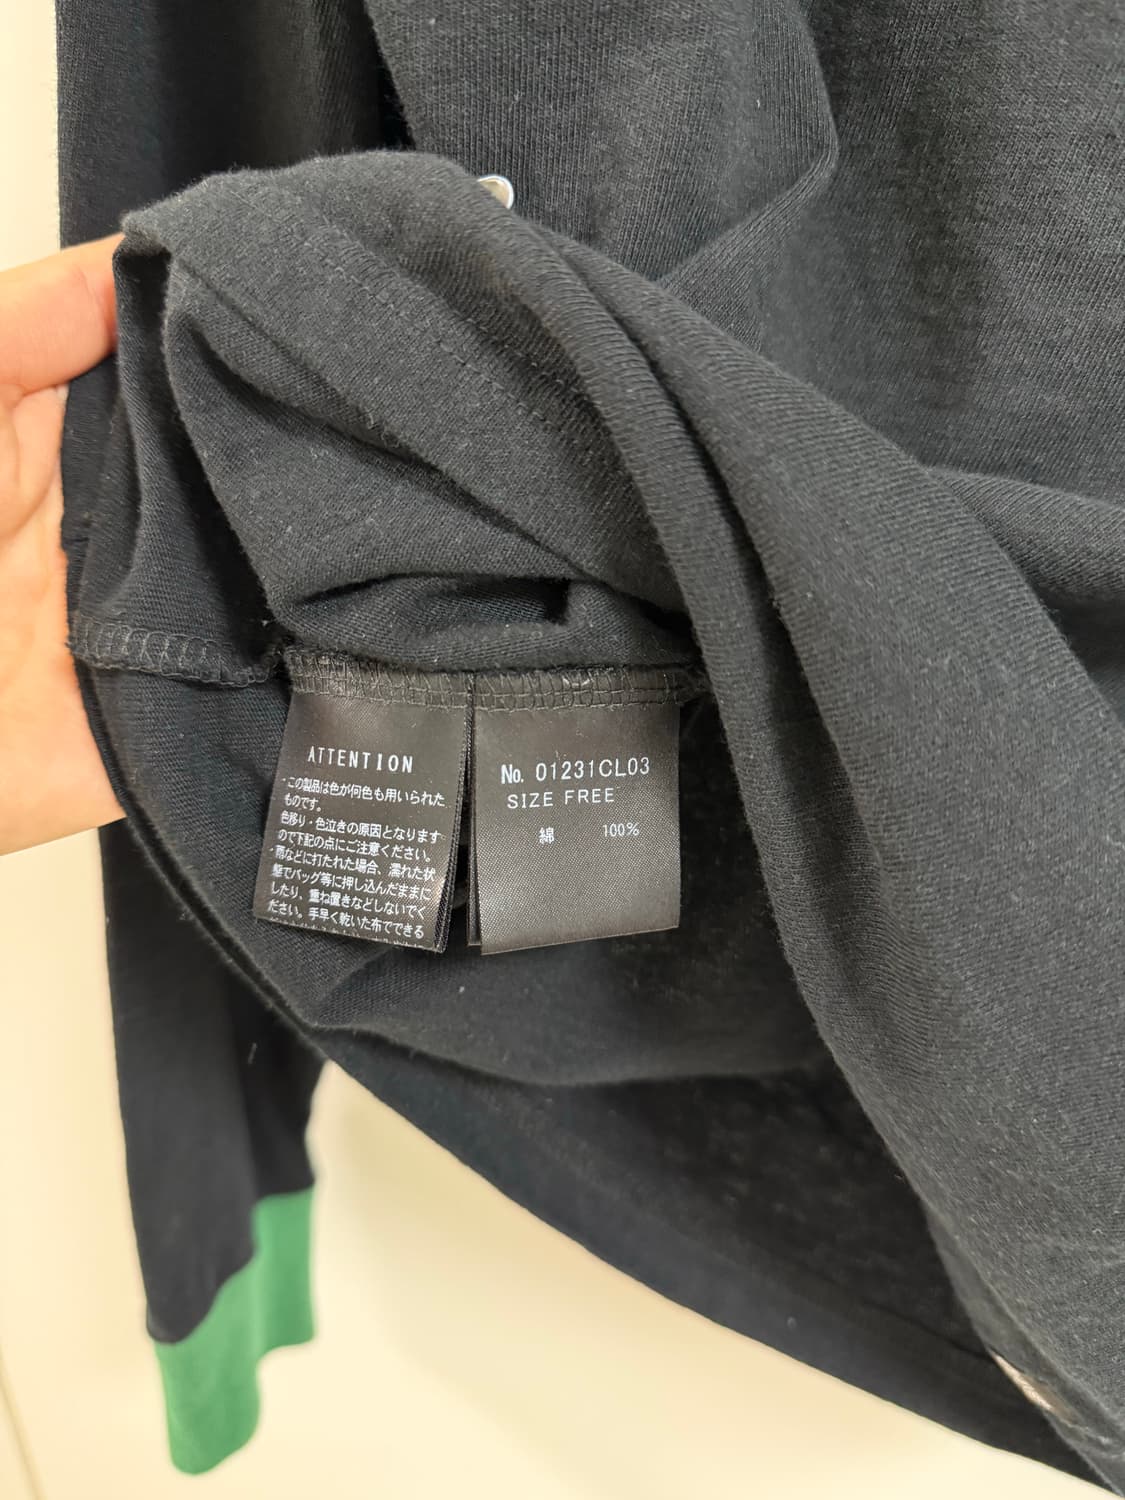 ATTENTION
・この製品は色が何色も用いられた
ものです。
色移り・色泣きの原因となります
ので下記の点にご注意ください。
・雨などに打たれた場合、濡れた状
態でバッグ等に押し込んだままに
したり、重ね置きなどしないでく
ださい。手早く乾いた布でできる
No. 01231CL03
SIZE FREE
綿 100%